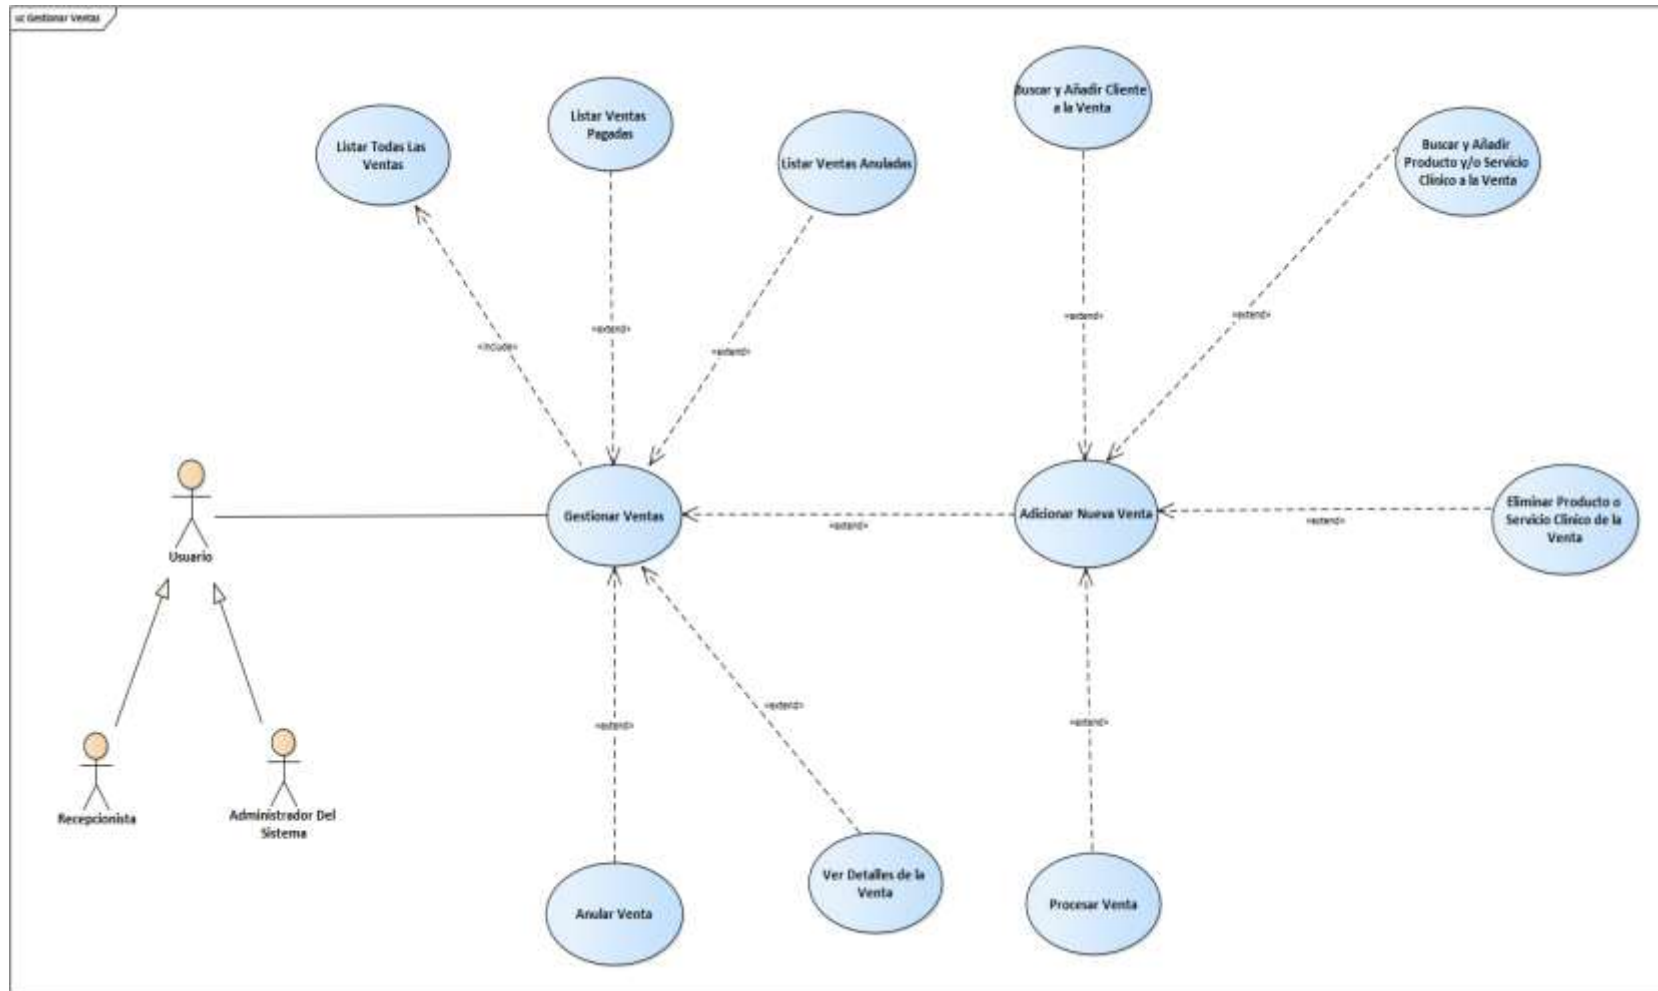 uc Gestionar Ventas
Buscar y Añadir Cliente
a la Venta
Listar Ventas
Pagadas
Listar Todas Las
Ventas
Listar Ventas Anuladas
Buscar y Añadir
Producto y/o Servicio
Clínico a la Venta
«extend»
«extend»
«extend»
«include»
«extend»
Gestionar Ventas
Adicionar Nueva Venta
Eliminar Producto o
Servicio Clínico de la
Venta
«extend»
«extend»
Usuario
«extend»
«extend»
«extend»
Recepcionista
Administrador Del
Sistema
Anular Venta
Ver Detalles de la
Venta
Procesar Venta